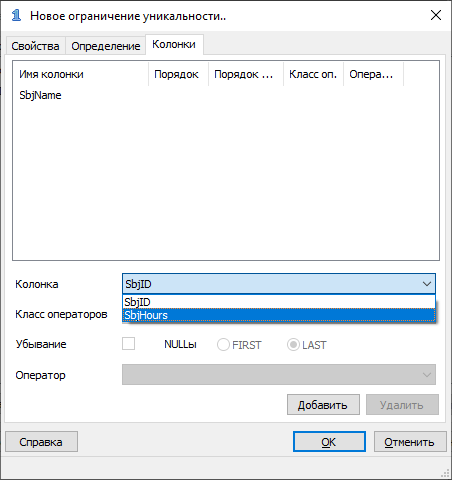 Новое ограничение уникальности..
Свойства Определение Колонки
Имя колонки Порядок Порядок ... Класс оп. Опера...
SbjName
Колонка SbjID
SbjID
Класс операторов SbjHours
Убывание NULLы FIRST LAST
Оператор
Добавить Удалить
Справка OK Отменить